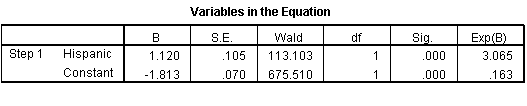 Variables in the Equation
B S.E. Wald df Sig. Exp(B)
Step 1 Hispanic 1.120 .105 113.103 1 .000 3.065
Constant -1.813 .070 675.510 1 .000 .163